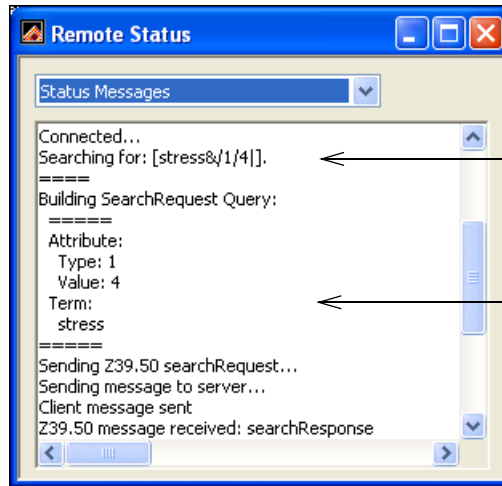 Remote Status
Status Messages
Connected...
Searching for: [stress&/1/4|].
====
Building SearchRequest Query:
=====
Attribute:
Type: 1
Value: 4
Term:
stress
=====
Sending Z39.50 searchRequest...
Sending message to server...
Client message sent
Z39.50 message received: searchResponse